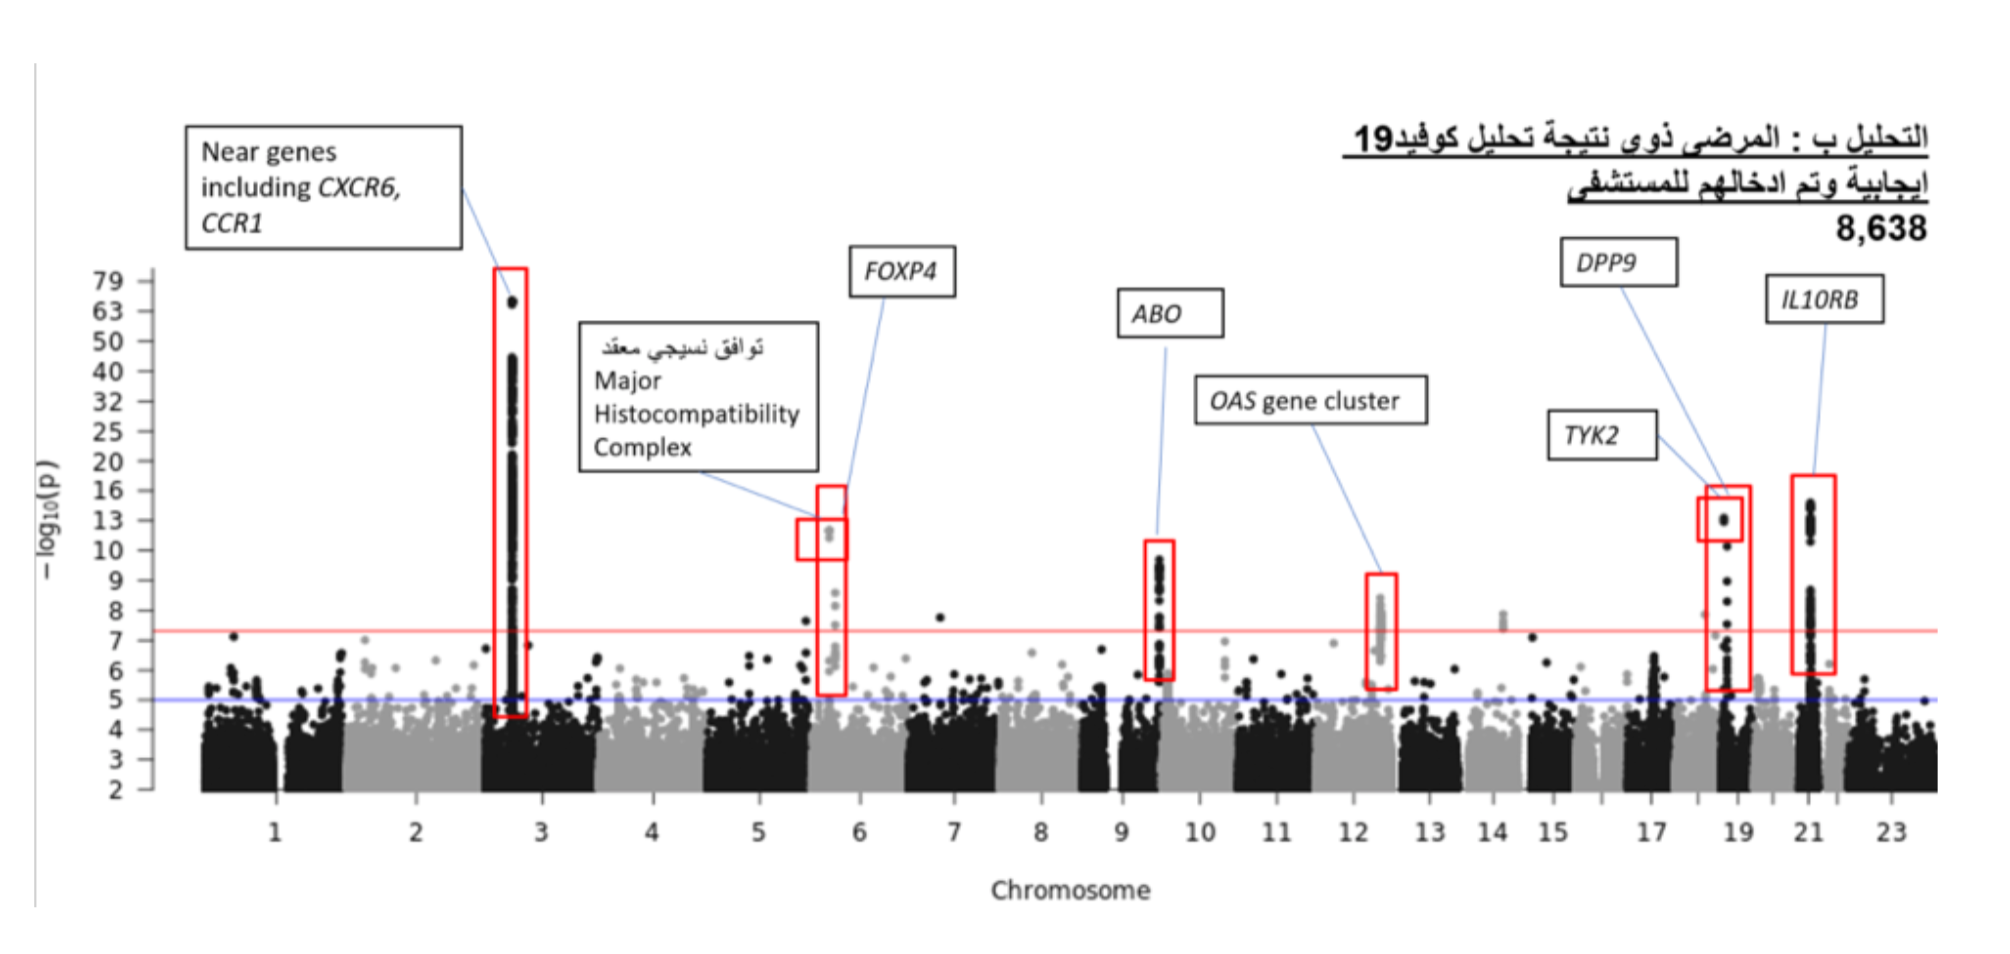 التحليل ب : المرضى ذوى نتيجة تحليل كوفيد19
ايجابية وتم ادخالهم للمستشفى
8,638
Near genes
including CXCR6,
CCR1
FOXP4
توافق نسيجي معقد
Major
Histocompatibility
Complex
ABO
OAS gene cluster
DPP9
TYK2
IL10RB
79
63
50
40
32
25
20
16
13
10
9
8
7
6
5
4
3
2
−log10(p)
1 2 3 4 5 6 7 8 9 10 11 12 13 14 15 17 19 21 23
Chromosome